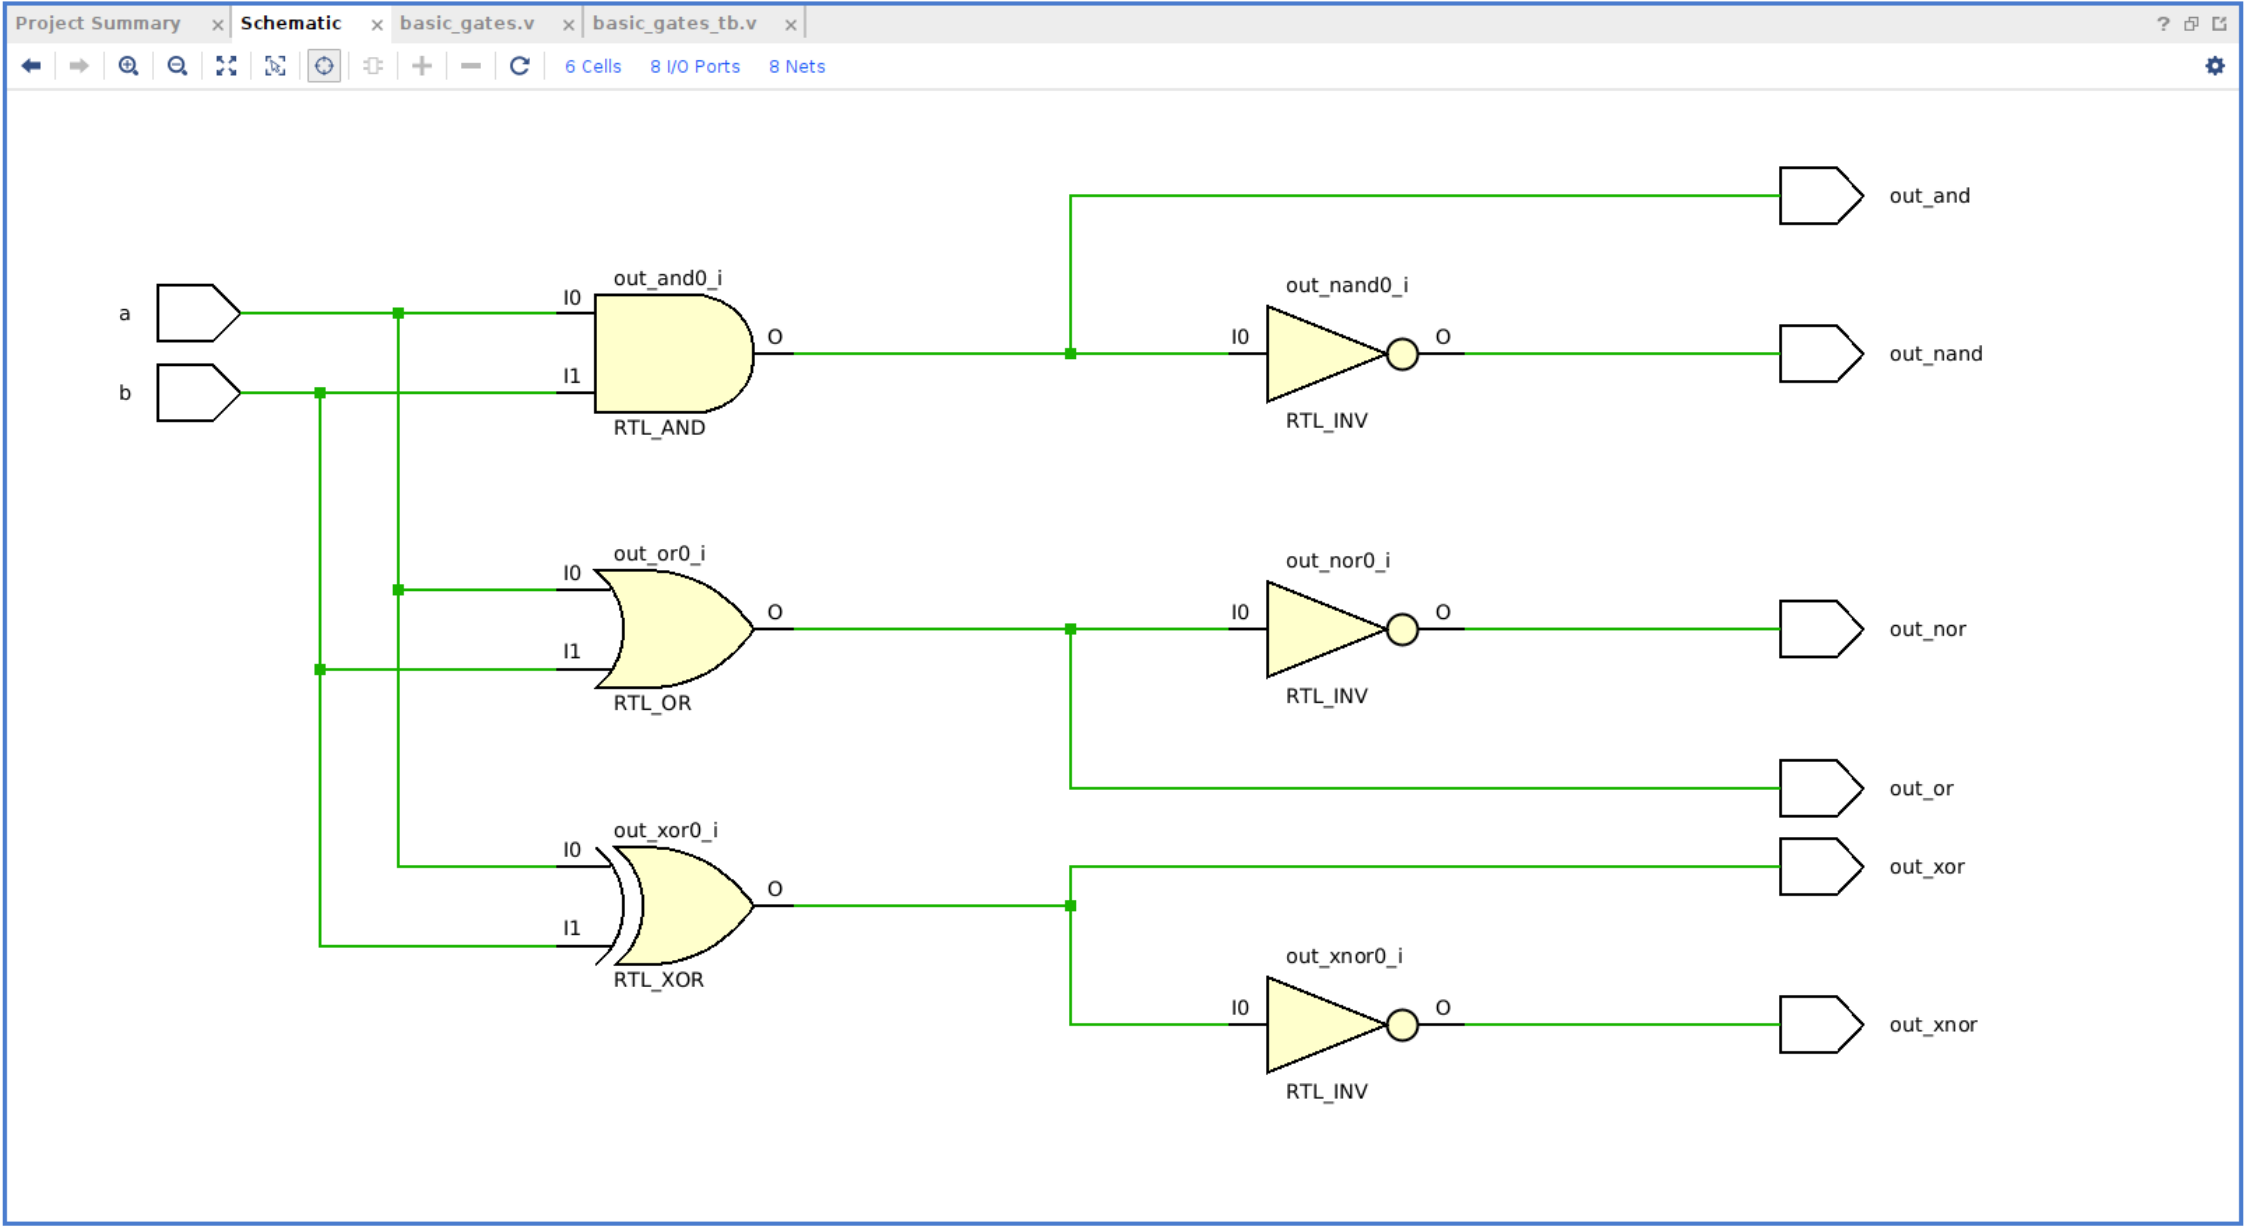 Project Summary × Schematic × basic_gates.v × basic_gates_tb.v × ?
6 Cells 8 I/O Ports 8 Nets
out_and
out_and0_i
out_nand0_i
a
I0
O
I0
O
out_nand
b
I1
RTL_AND
RTL_INV
out_or0_i
out_nor0_i
I0
O
I0
O
out_nor
I1
RTL_OR
RTL_INV
out_or
out_xor0_i
I0
out_xor
O
I1
out_xnor0_i
RTL_XOR
I0
O
out_xnor
RTL_INV